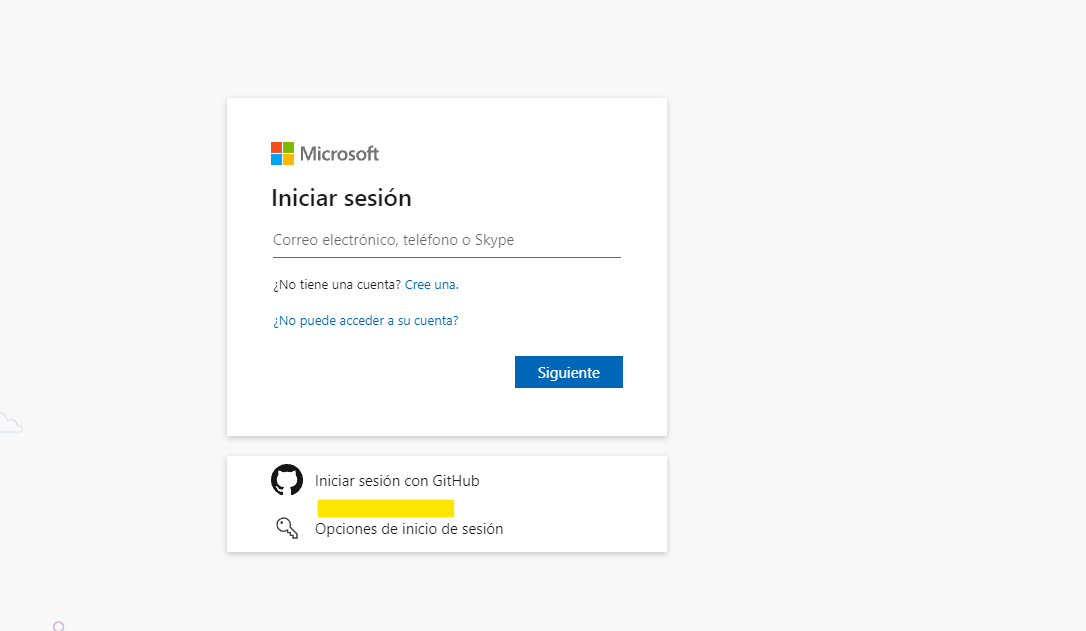 Microsoft
Iniciar sesión
Correo electrónico, teléfono o Skype
¿No tiene una cuenta? Cree una.
¿No puede acceder a su cuenta?
Siguiente
Iniciar sesión con GitHub
Opciones de inicio de sesión